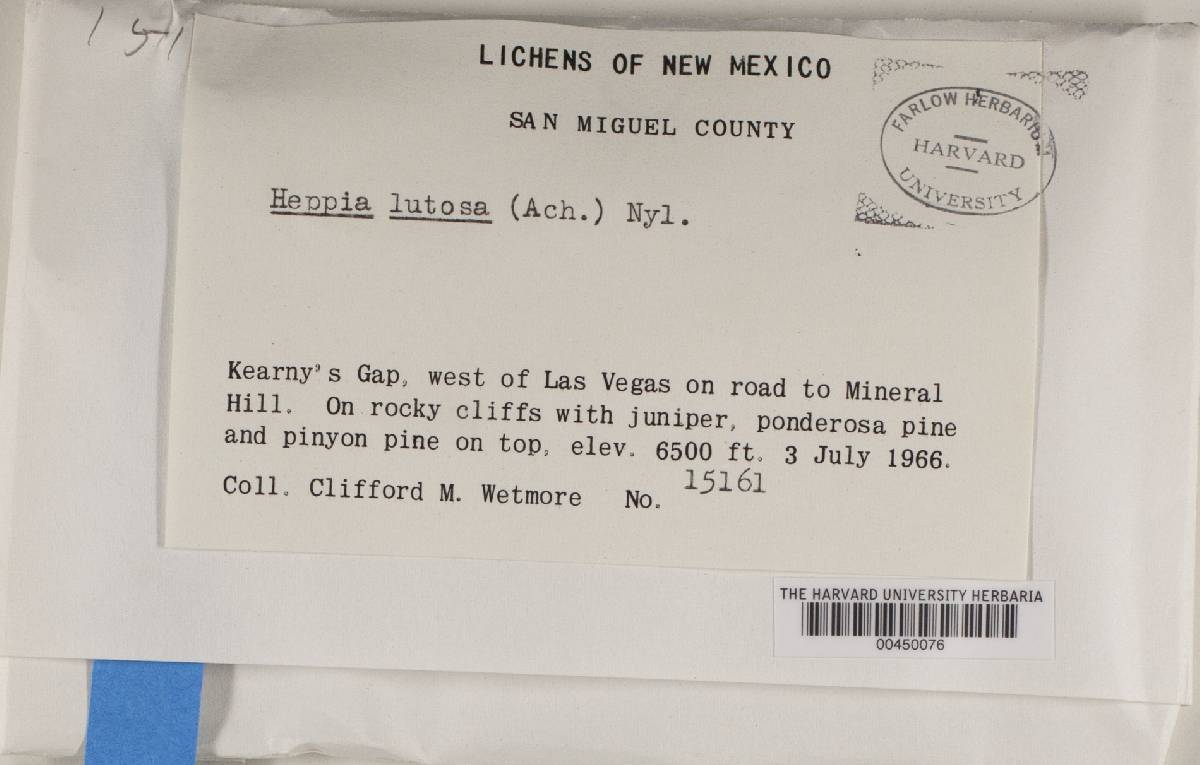 LICHENS OF NEW MEXICO
SAN MIGUEL COUNTY
FARLOW HERBARIUM
HARVARD
UNIVERSITY
Heppia lutosa (Ach.) Nyl.
Kearny's Gap, west of Las Vegas on road to Mineral
Hill. On rocky cliffs with juniper, ponderosa pine
and pinyon pine on top, elev. 6500 ft. 3 July 1966.
Coll. Clifford M. Wetmore No. 15161
THE HARVARD UNIVERSITY HERBARIA
00450076